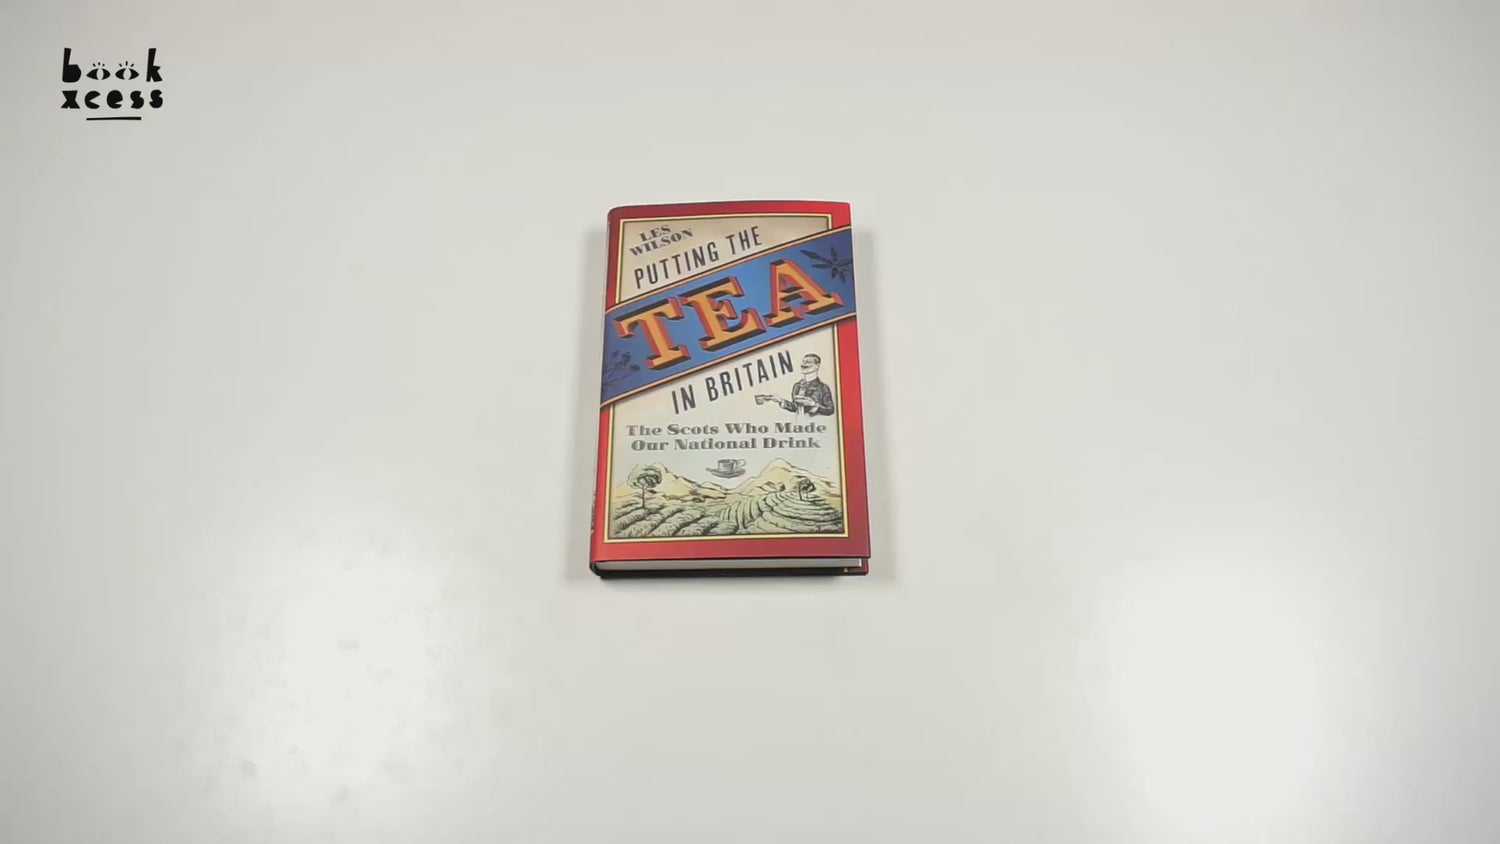 book
xcess
LES
WILSON
PUTTING THE
TEA
IN BRITAIN
The Scots Who Made
Our National Drink